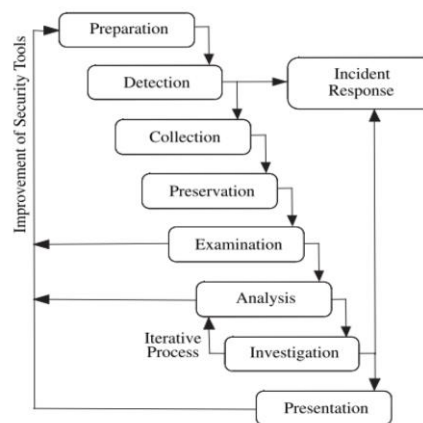 Preparation
Detection
Incident
Response
Collection
Preservation
Examination
Analysis
Iterative
Process
Investigation
Presentation
Improvement of Security Tools